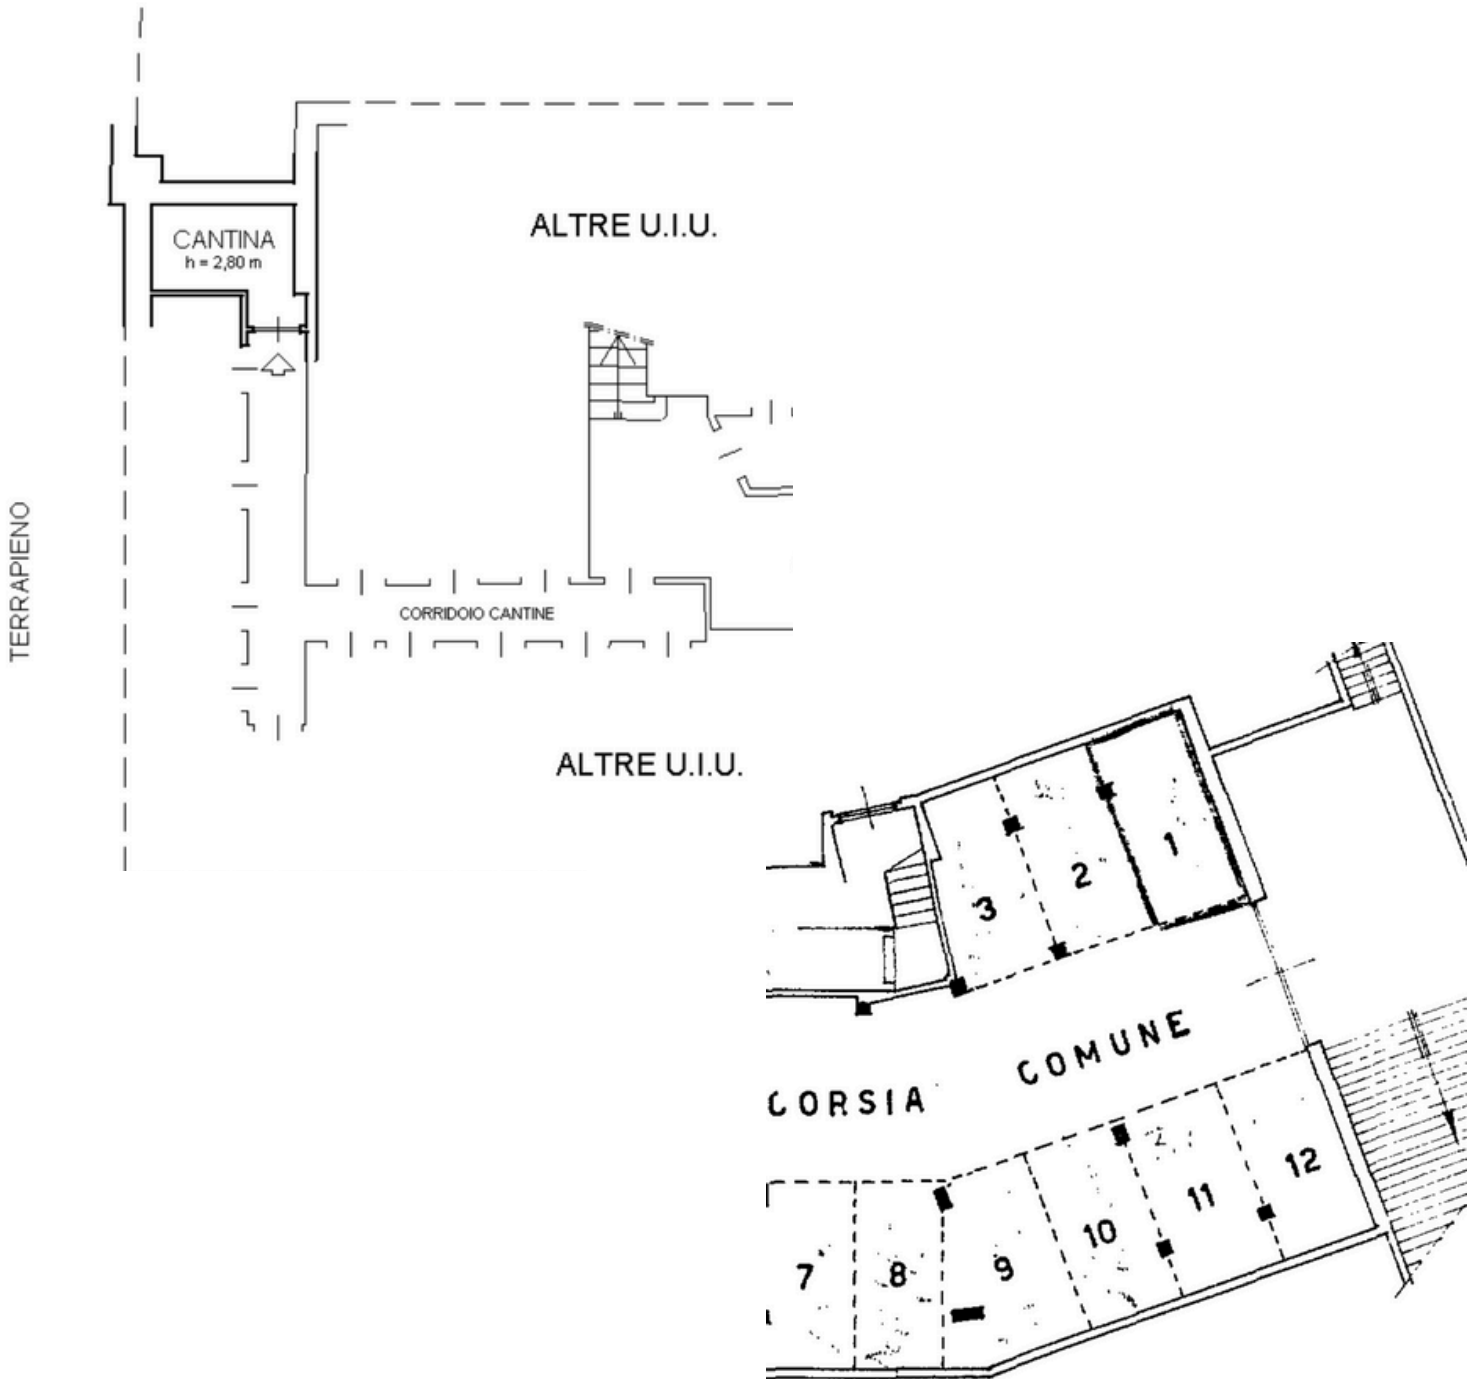 ALTRE U.I.U.
CANTINA
h = 2,80 m
TERRAPIENO
CORRIDOIO CANTINE
ALTRE U.I.U.
1
2
3
COMUNE
CORSIA
12
11
10
9
8
7